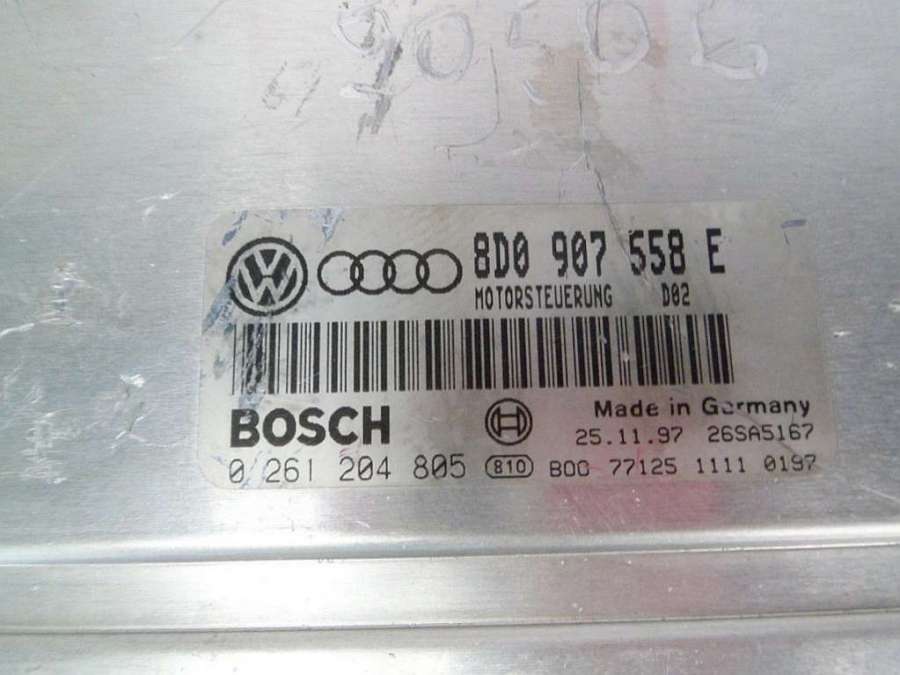 8D0 907 558 E
MOTORSTEUERUNG D02
BOSCH
Made in Germany
25.11.97 26SA5167
0 261 204 805 810 BOC 77125 1111 0197